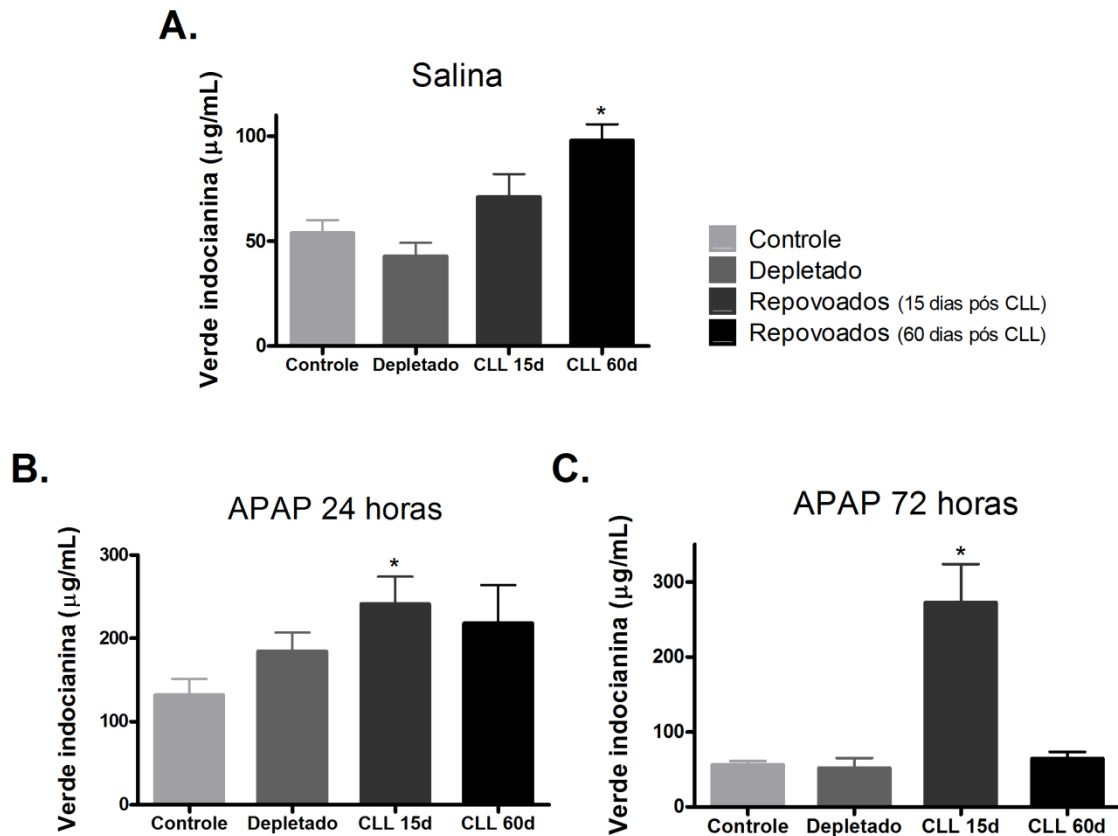 A.
Salina
Verde indocianina (µg/mL)
100
50
0
*
Controle Depletado CLL 15d CLL 60d
Controle
Depletado
Repovoados (15 dias pós CLL)
Repovoados (60 dias pós CLL)
B.
APAP 24 horas
Verde indocianina (µg/mL)
300
200
100
0
*
Controle Depletado CLL 15d CLL 60d
C.
APAP 72 horas
Verde indocianina (µg/mL)
300
200
100
0
*
Controle Depletado CLL 15d CLL 60d